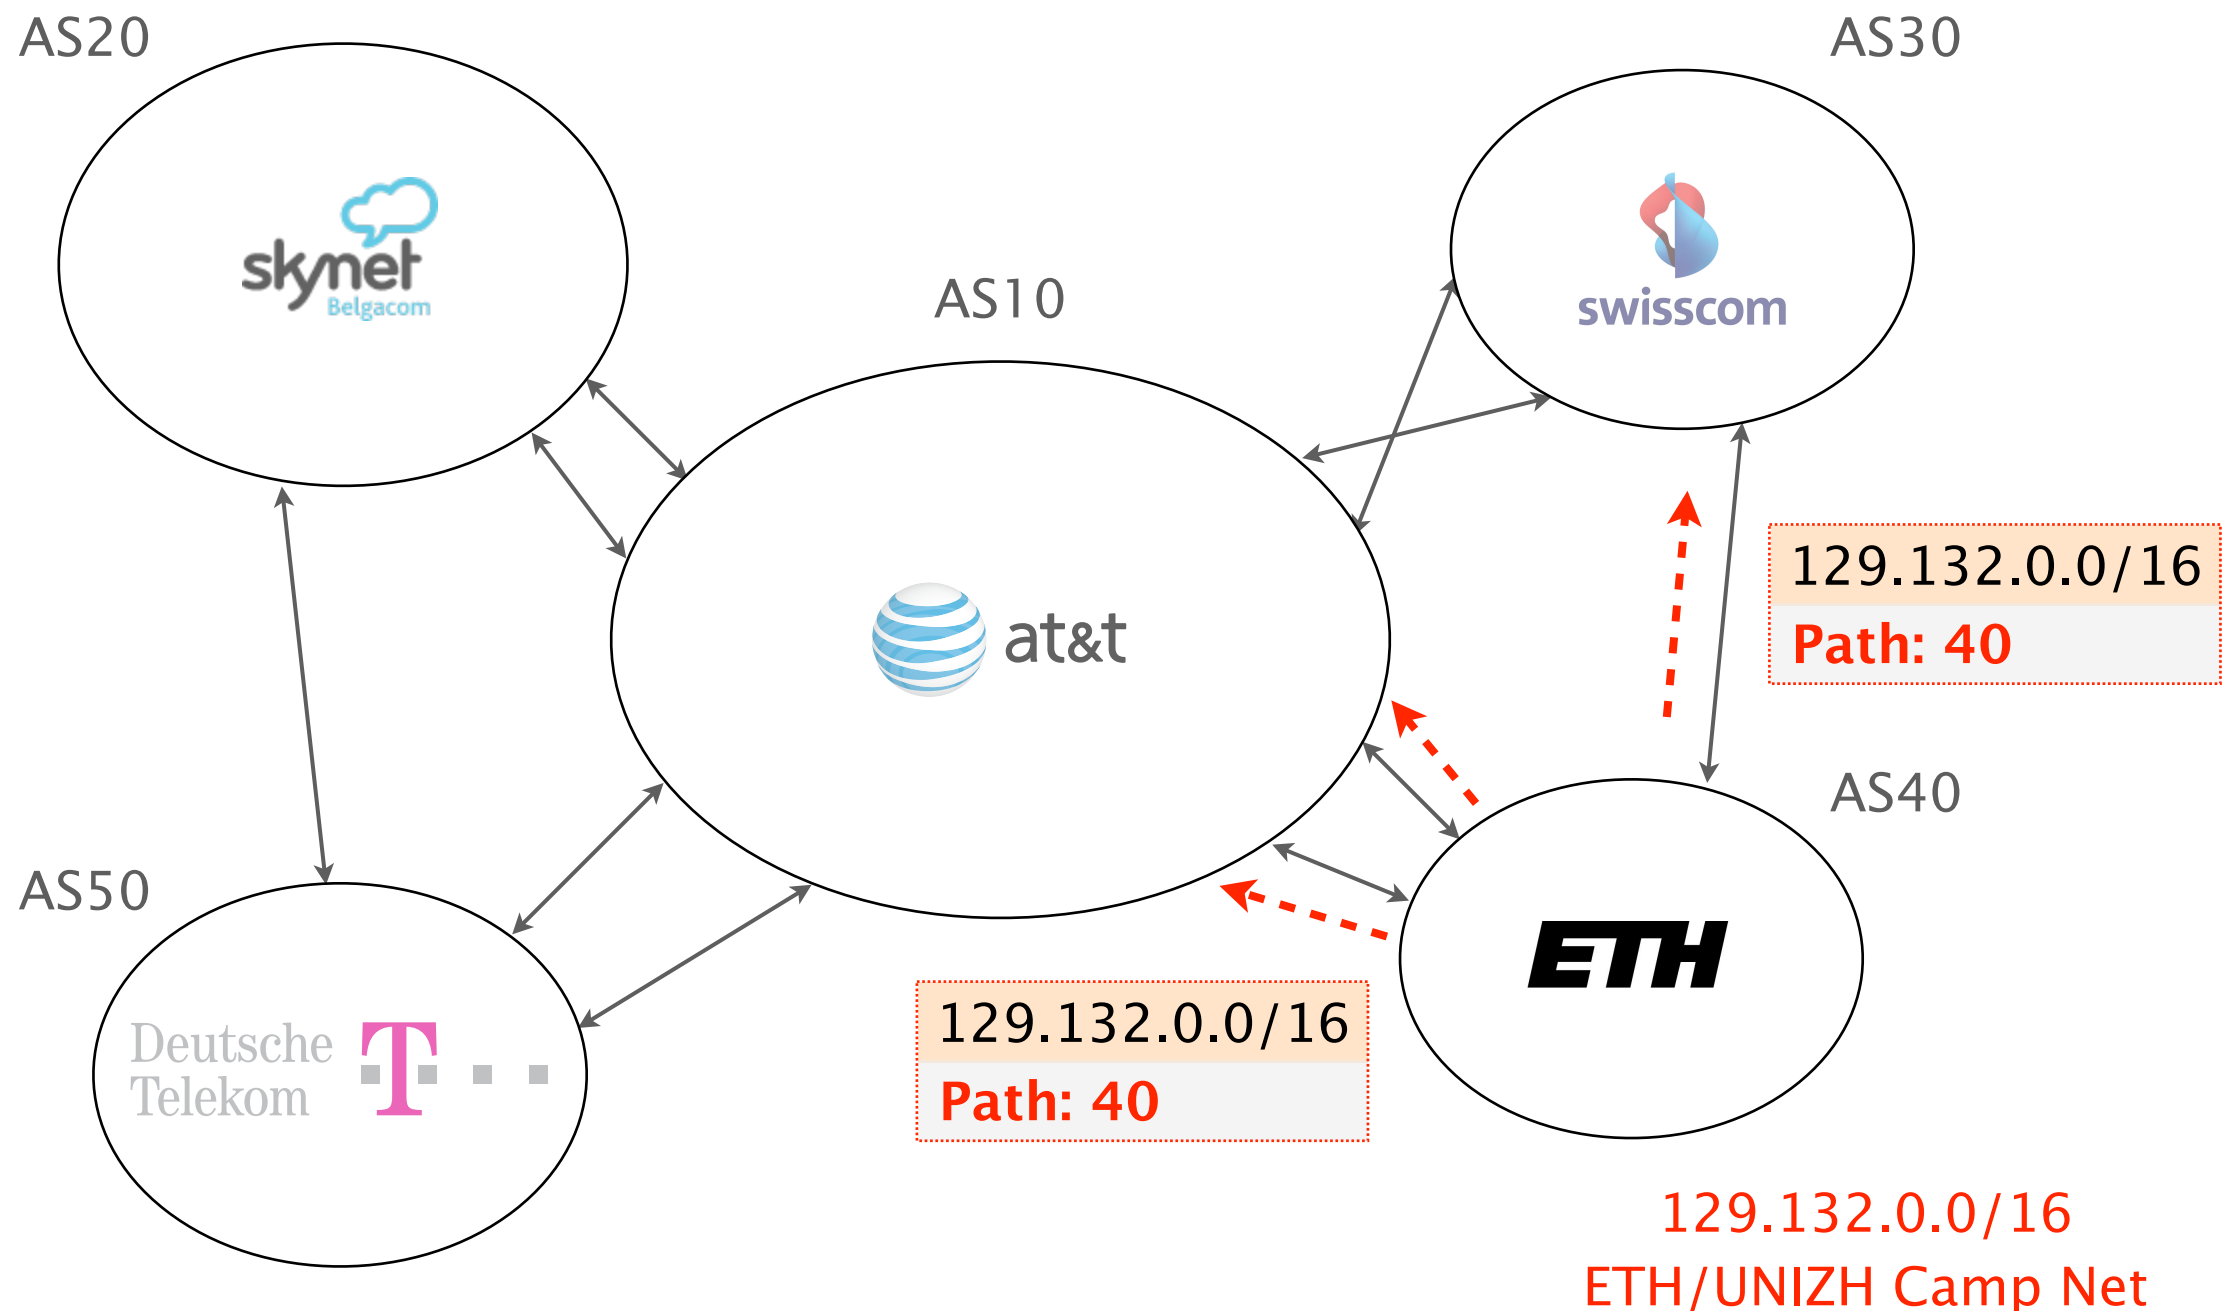 AS20
AS30
skynet
Belgacom
swisscom
AS10
at&t
129.132.0.0/16
Path: 40
AS40
AS50
ETH
Deutsche
Telekom
T
129.132.0.0/16
Path: 40
129.132.0.0/16
ETH/UNIZH Camp Net